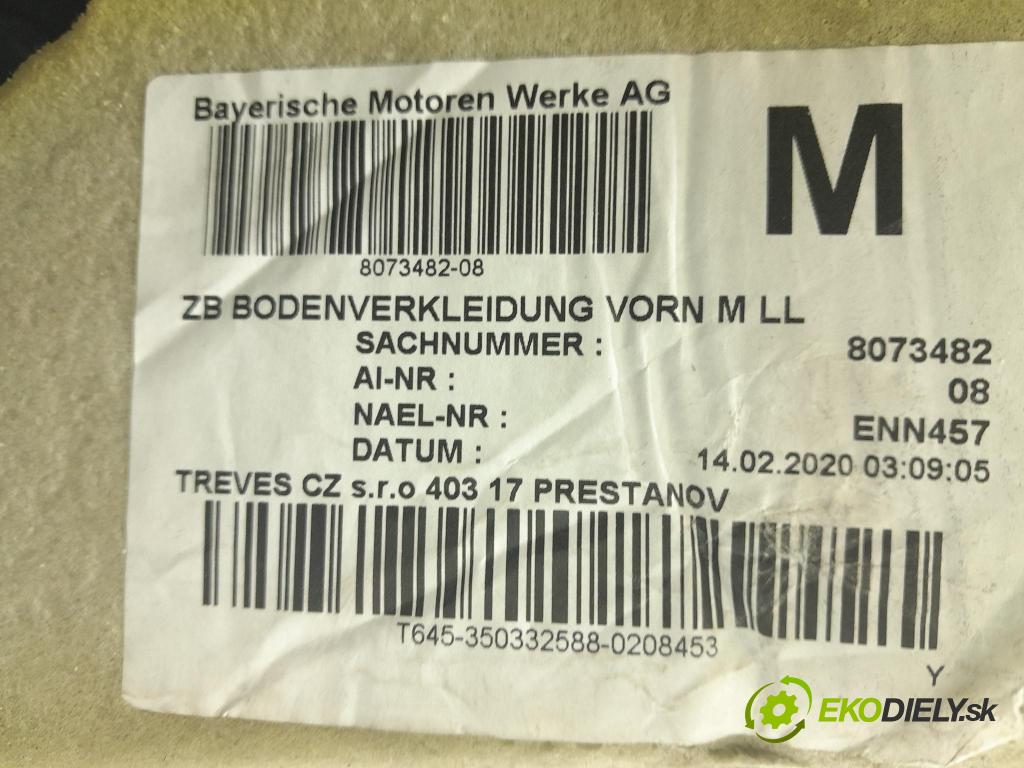 Bayerische Motoren Werke AG
M
8073482-08
ZB BODENVERKLEIDUNG VORN M LL
SACHNUMMER : 8073482
AI-NR : 08
NAEL-NR : ENN457
DATUM : 14.02.2020 03:09:05
TREVES CZ s.r.o 403 17 PRESTANOV
T645-350332588-0208453
Y
EKODIELY.sk